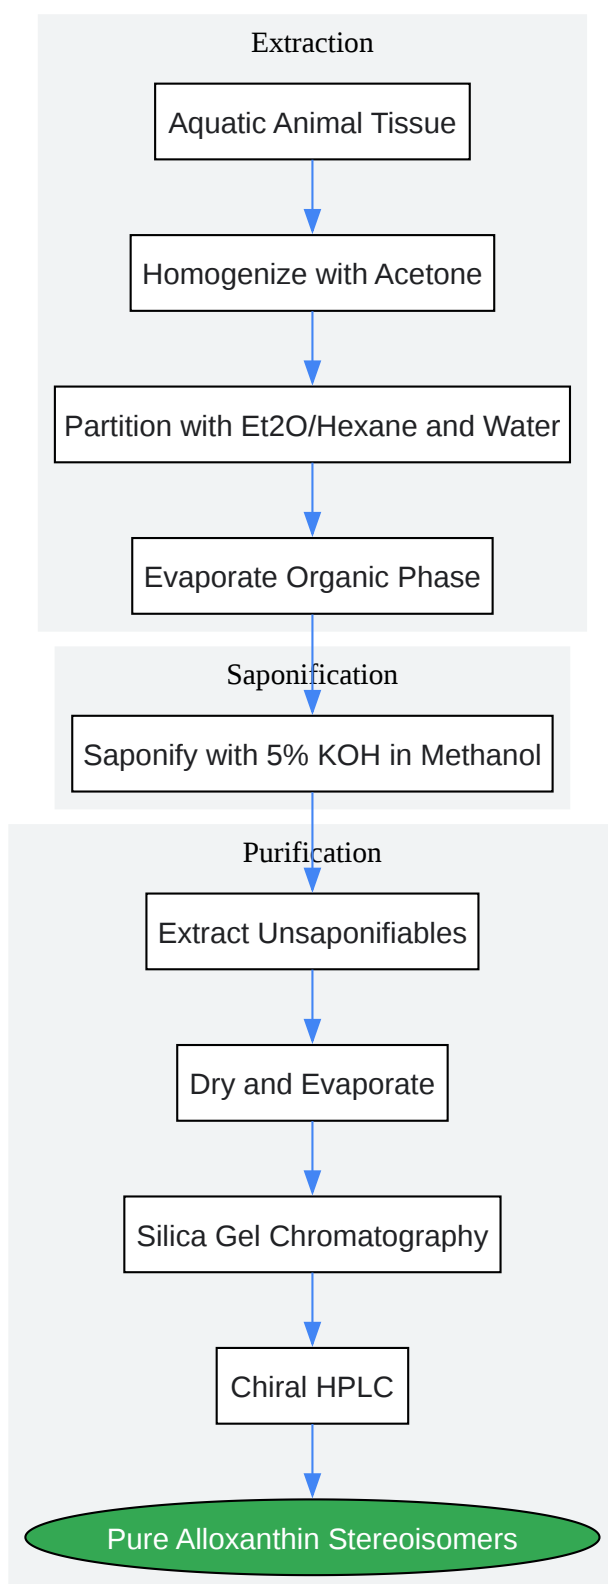 Extraction
Aquatic Animal Tissue
Homogenize with Acetone
Partition with Et2O/Hexane and Water
Evaporate Organic Phase
Saponification
Saponify with 5% KOH in Methanol
Purification
Extract Unsaponifiables
Dry and Evaporate
Silica Gel Chromatography
Chiral HPLC
Pure Alloxanthin Stereoisomers